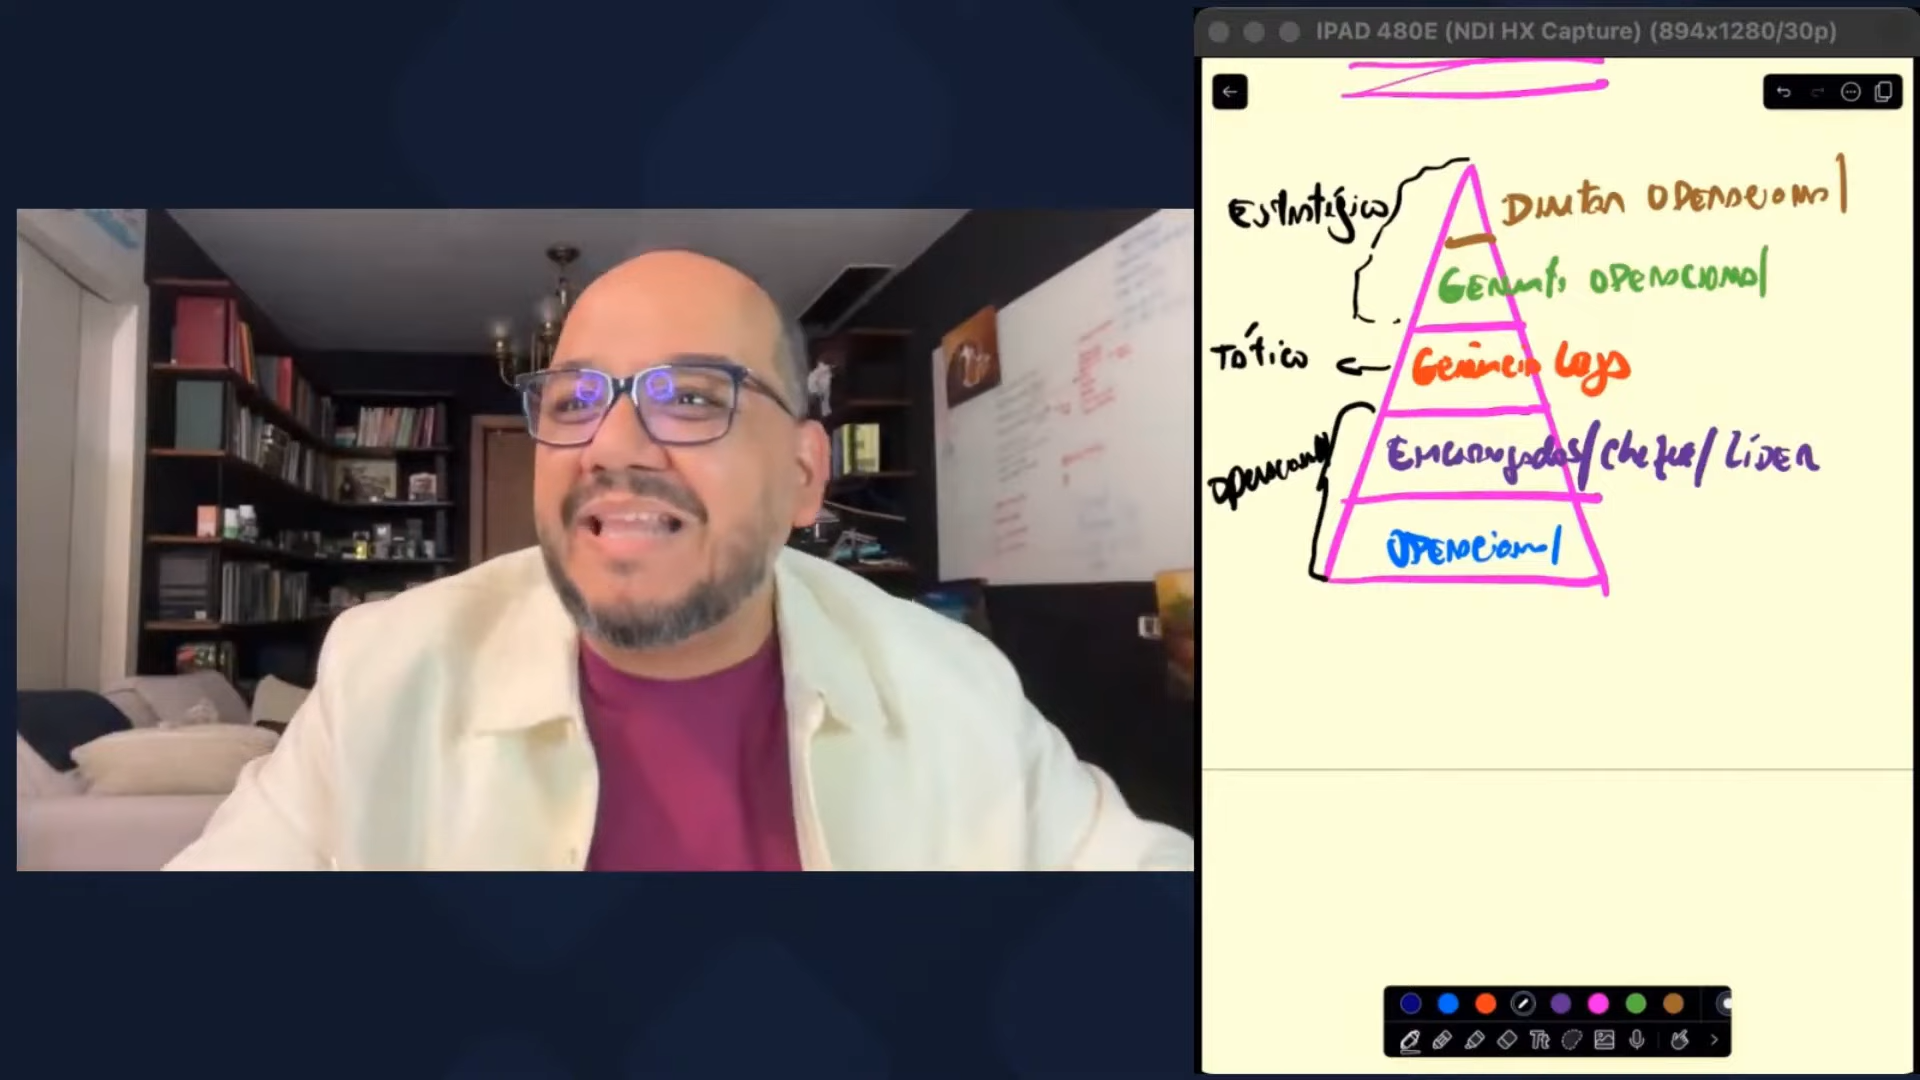 IPAD 480E (NDI HX Capture) (894x1280/30p)
Estratégico
Diretor operacional
Gerente operacional
Tático
Gerência Loja
Encarregados/chefes/LÍDER
operacional
operacional
Tt